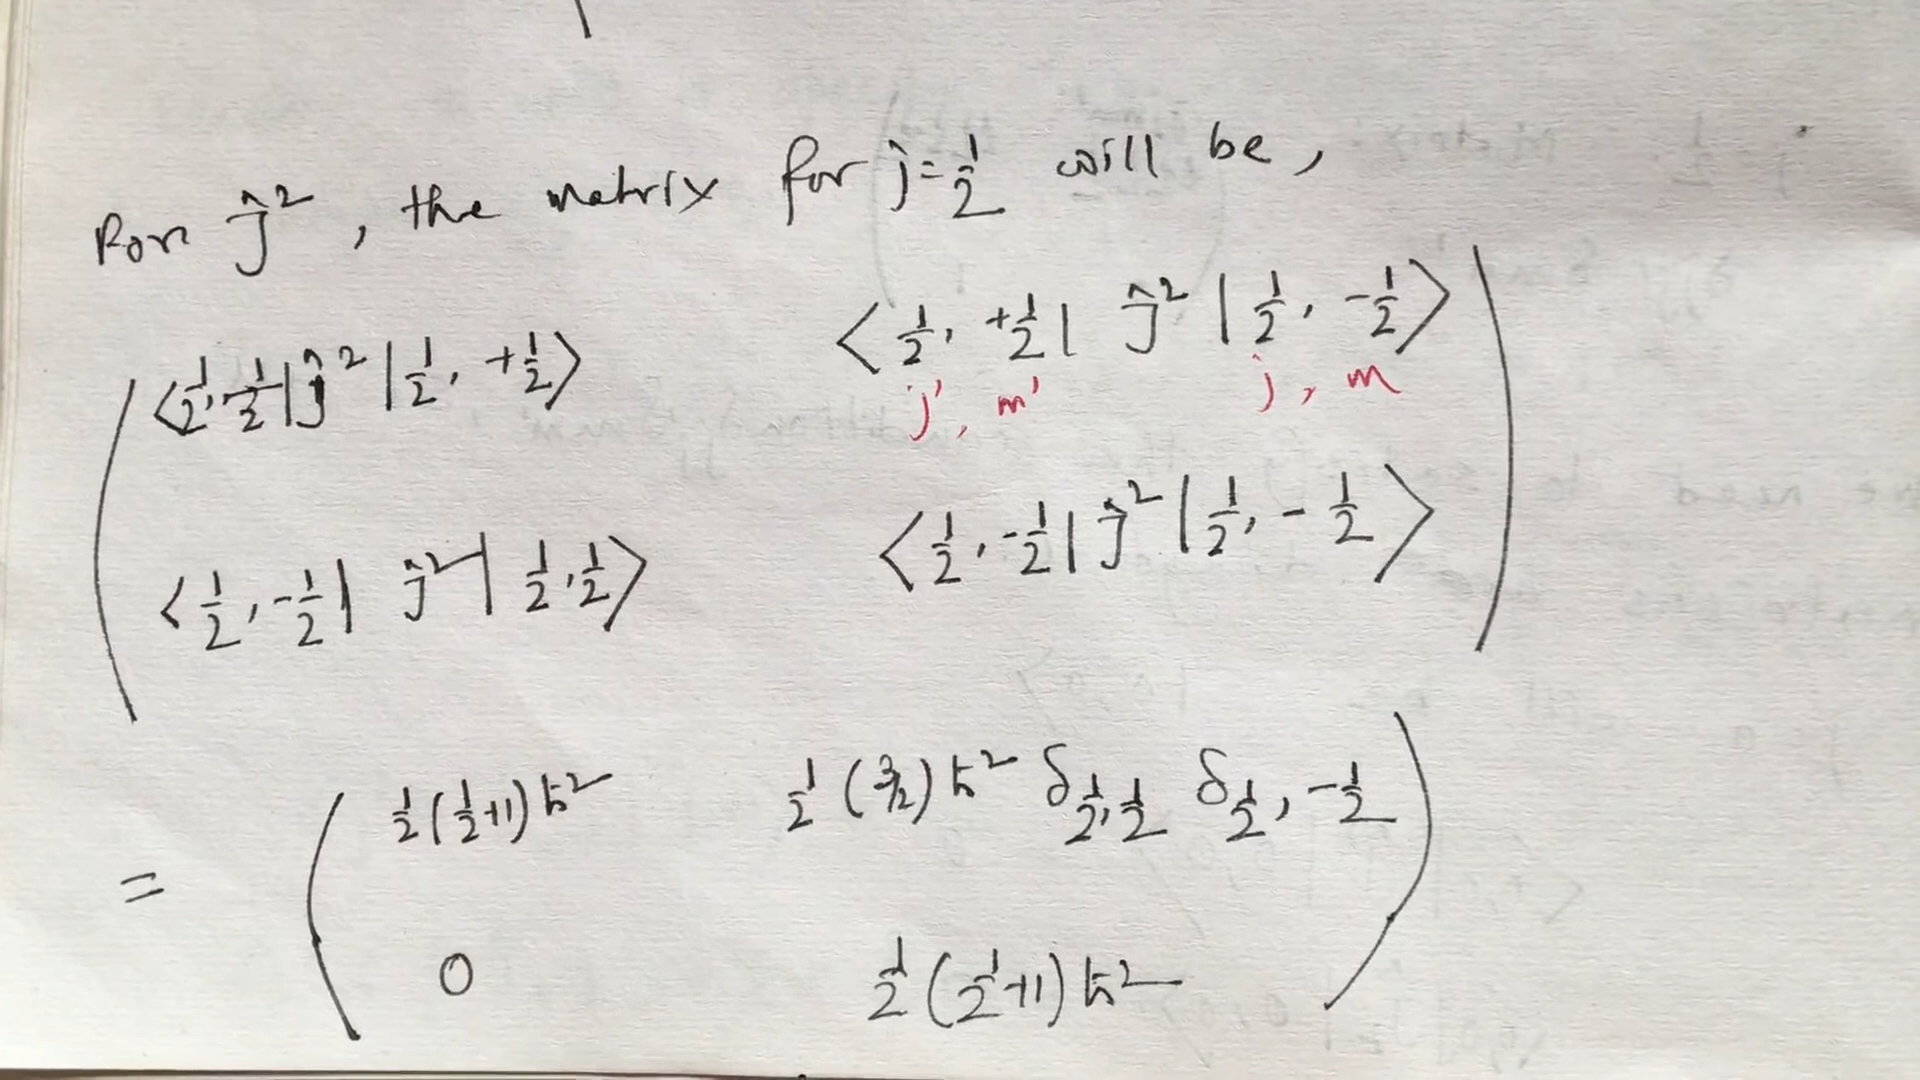 For ĵ², the matrix for j=1/2 will be,
⟨1/2, 1/2| ĵ² |1/2, +1/2⟩ ⟨1/2, +1/2| ĵ² |1/2, -1/2⟩
j', m' j, m
⟨1/2, -1/2| ĵ² |1/2, 1/2⟩ ⟨1/2, -1/2| ĵ² |1/2, -1/2⟩
= ( 1/2(1/2+1)ħ² 1/2(3/2)ħ² δ1/2,1/2 δ1/2,-1/2
0 1/2(1/2+1)ħ² )